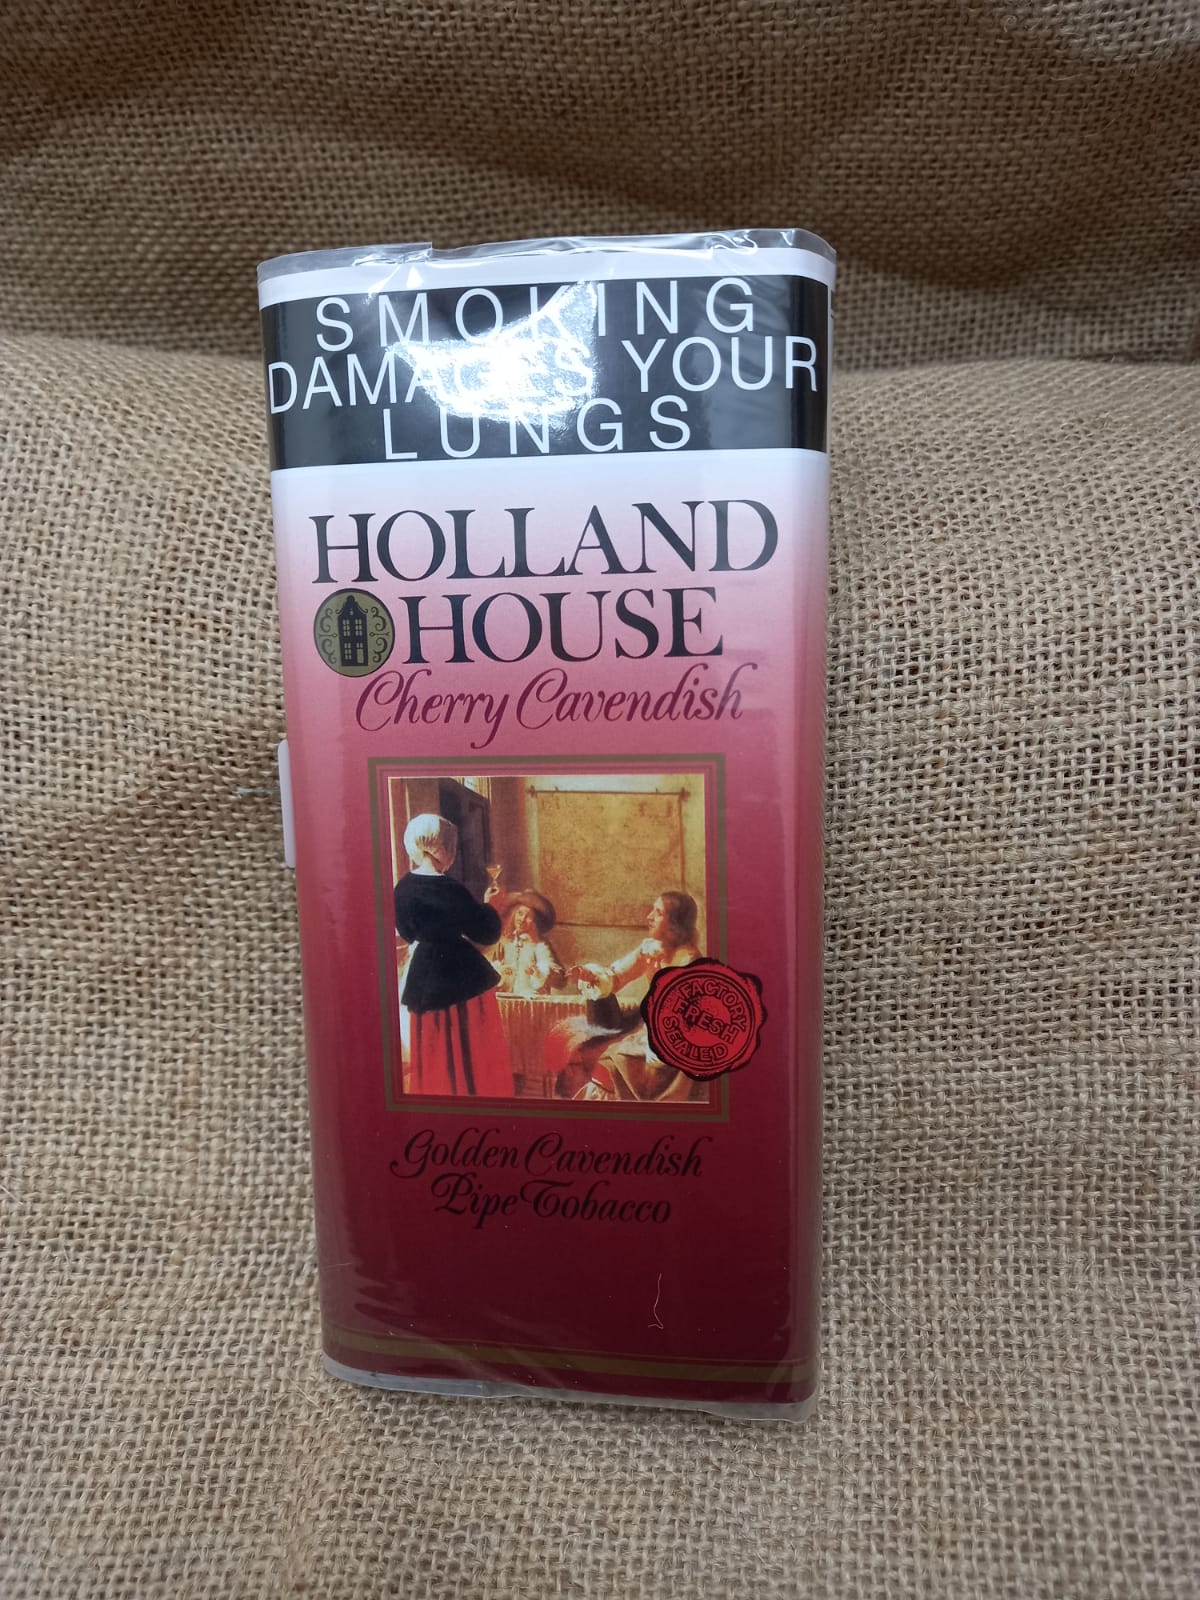 SMOKING
DAMAGES YOUR
LUNGS
HOLLAND
HOUSE
Cherry Cavendish
FACTORY
FRESH
SEALED
Golden Cavendish
Pipe Tobacco